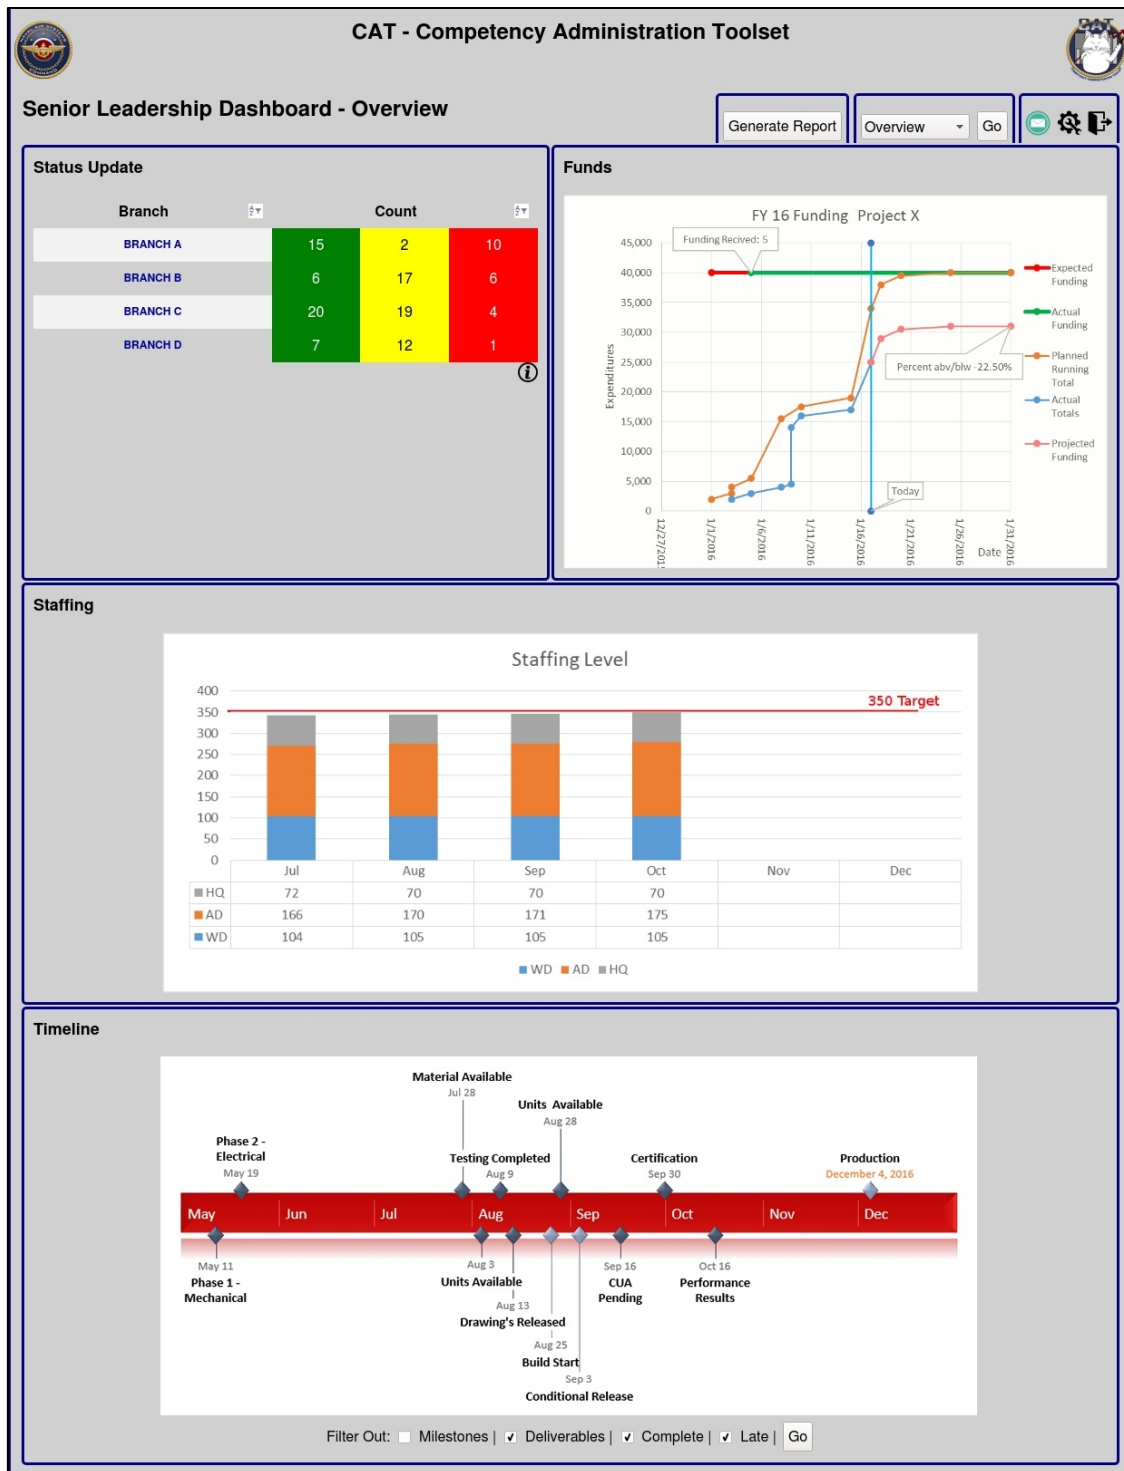 CAT - Competency Administration Toolset
Senior Leadership Dashboard - Overview
Generate Report
Overview
Go
Status Update
Branch Count
BRANCH A 15 2 10
BRANCH B 6 17 6
BRANCH C 20 19 4
BRANCH D 7 12 1
Funds
FY 16 Funding Project X
Funding Recived: 5
45,000
40,000
35,000
30,000
25,000
20,000
15,000
10,000
5,000
0
Expenditures
Expected
Funding
Actual
Funding
Planned
Running
Total
Actual
Totals
Projected
Funding
Percent abv/blw -22.50%
Today
1/1/2016
1/6/2016
1/11/2016
1/16/2016
1/21/2016
1/26/2016
1/31/2016
Date
Staffing
Staffing Level
400
350
300
250
200
150
100
50
0
350 Target
Jul Aug Sep Oct Nov Dec
HQ 72 70 70 70
AD 166 170 171 175
WD 104 105 105 105
WD AD HQ
Timeline
Material Available
Jul 28
Units Available
Aug 28
Phase 2 -
Electrical
May 19
Testing Completed
Aug 9
Certification
Sep 30
Production
December 4, 2016
May Jun Jul Aug Sep Oct Nov Dec
May 11
Phase 1 -
Mechanical
Aug 3
Units Available
Aug 13
Drawing's Released
Aug 25
Build Start
Sep 3
Conditional Release
Sep 16
CUA
Pending
Oct 16
Performance
Results
Filter Out: Milestones | Deliverables | Complete | Late | Go